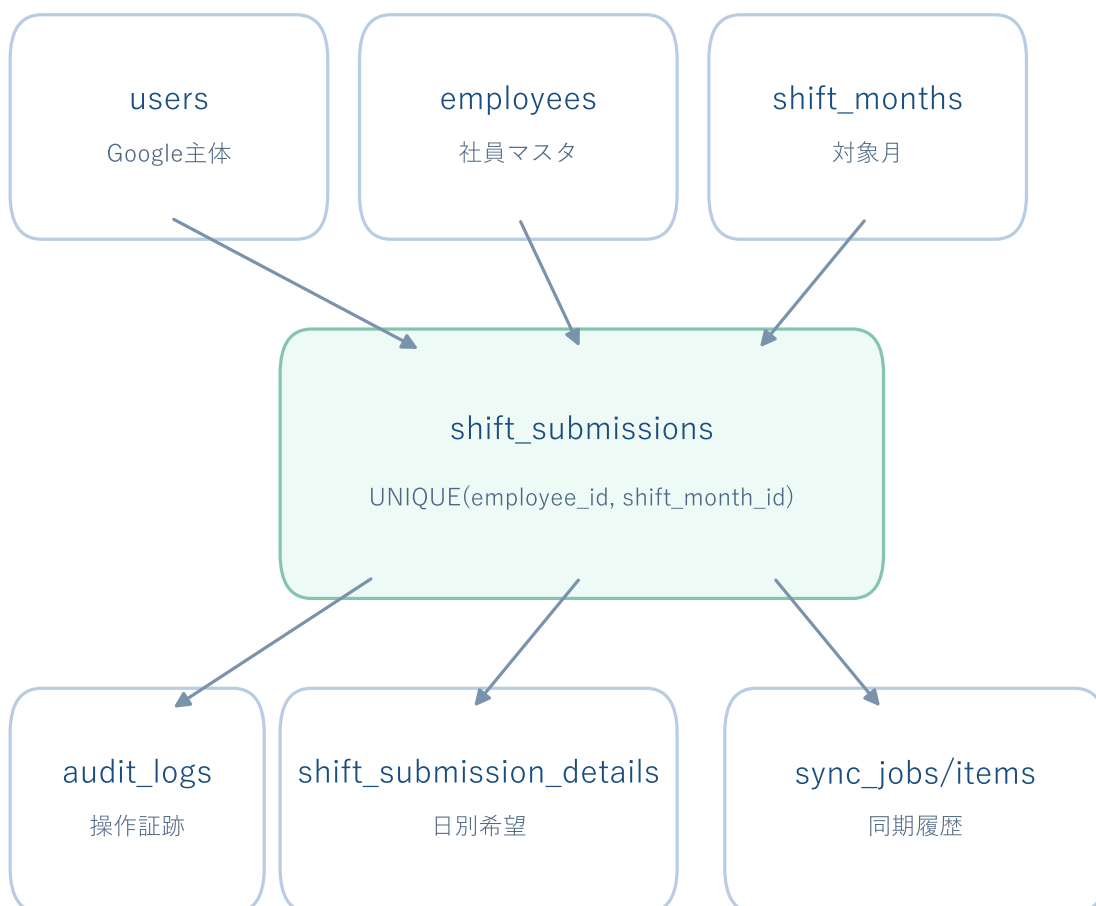 users
Google主体
employees
社員マスタ
shift_months
対象月
shift_submissions
UNIQUE(employee_id, shift_month_id)
audit_logs
操作証跡
shift_submission_details
日別希望
sync_jobs/items
同期履歴